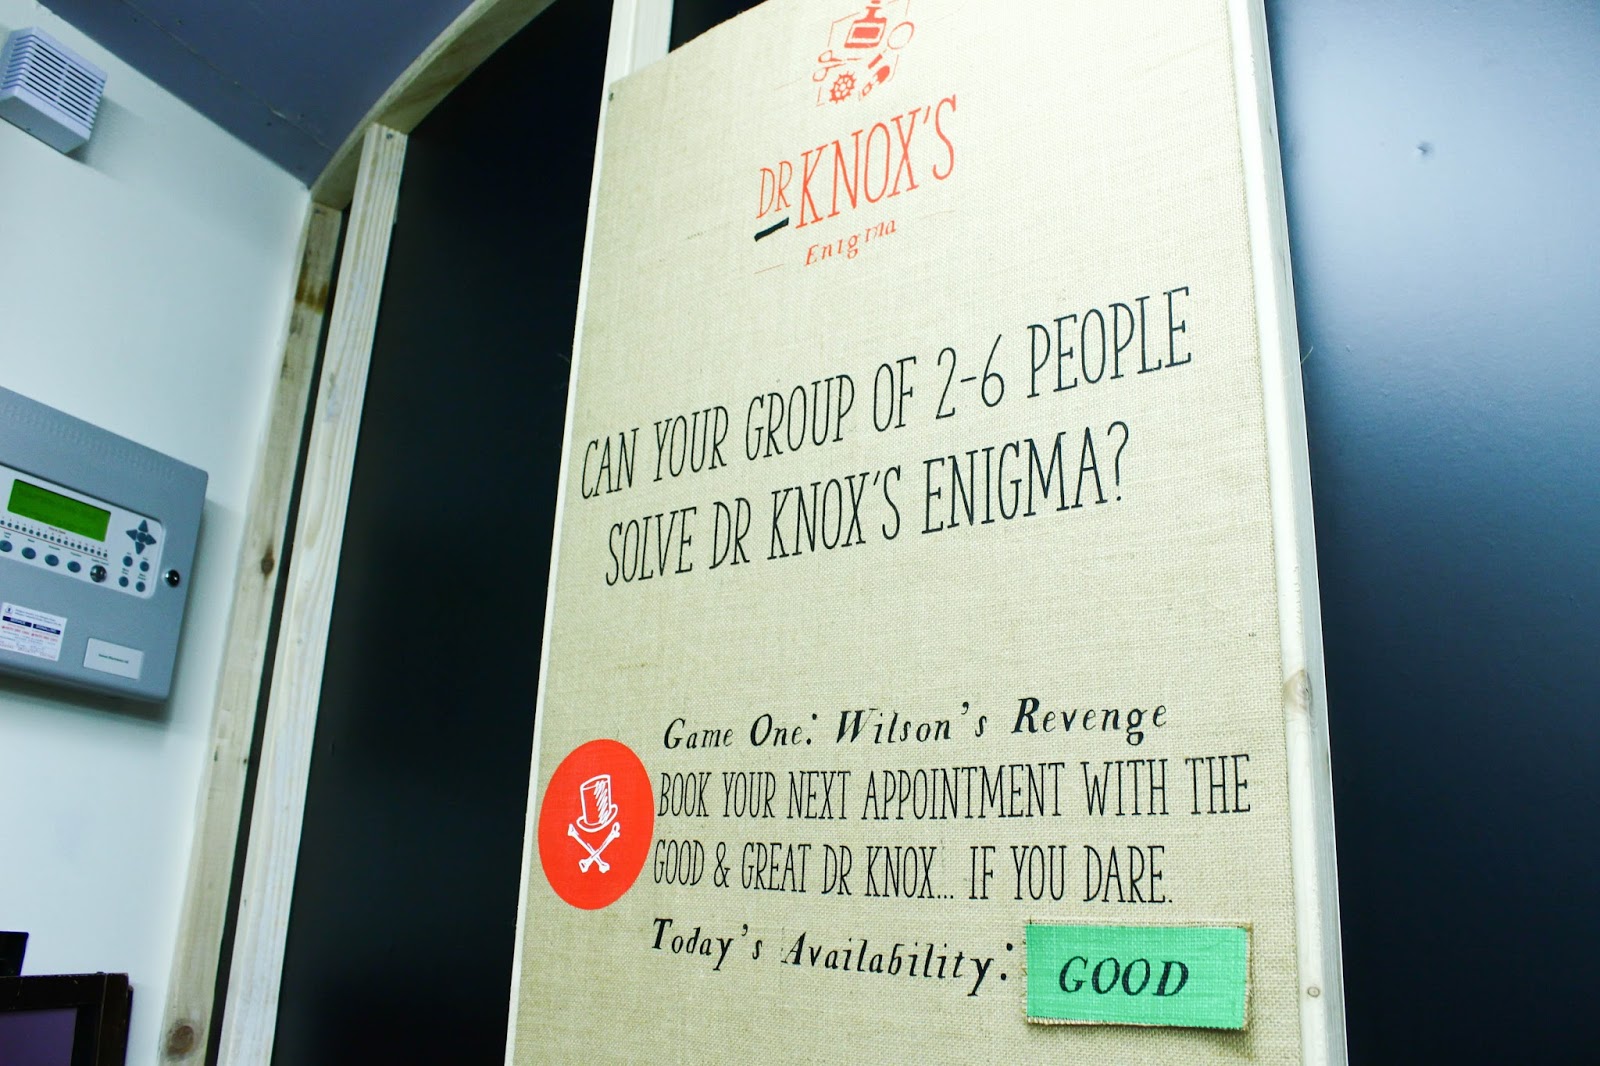 DR KNOX'S
Enigma
CAN YOUR GROUP OF 2-6 PEOPLE
SOLVE DR KNOX'S ENIGMA?
Game One: Wilson's Revenge
BOOK YOUR NEXT APPOINTMENT WITH THE
GOOD & GREAT DR KNOX... IF YOU DARE.
Today's Availability: GOOD